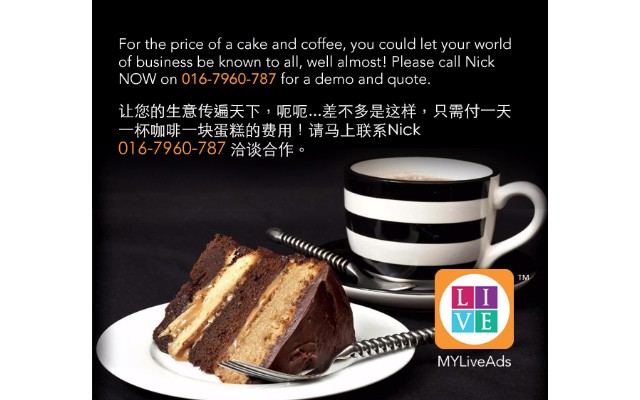 For the price of a cake and coffee, you could let your world
of business be known to all, well almost! Please call Nick
NOW on 016-7960-787 for a demo and quote.
让您的生意传遍天下，呃呃...差不多是这样，只需付一天
一杯咖啡一块蛋糕的费用！请马上联系Nick
016-7960-787 洽谈合作。
TM
LI
VE
MYLiveAds